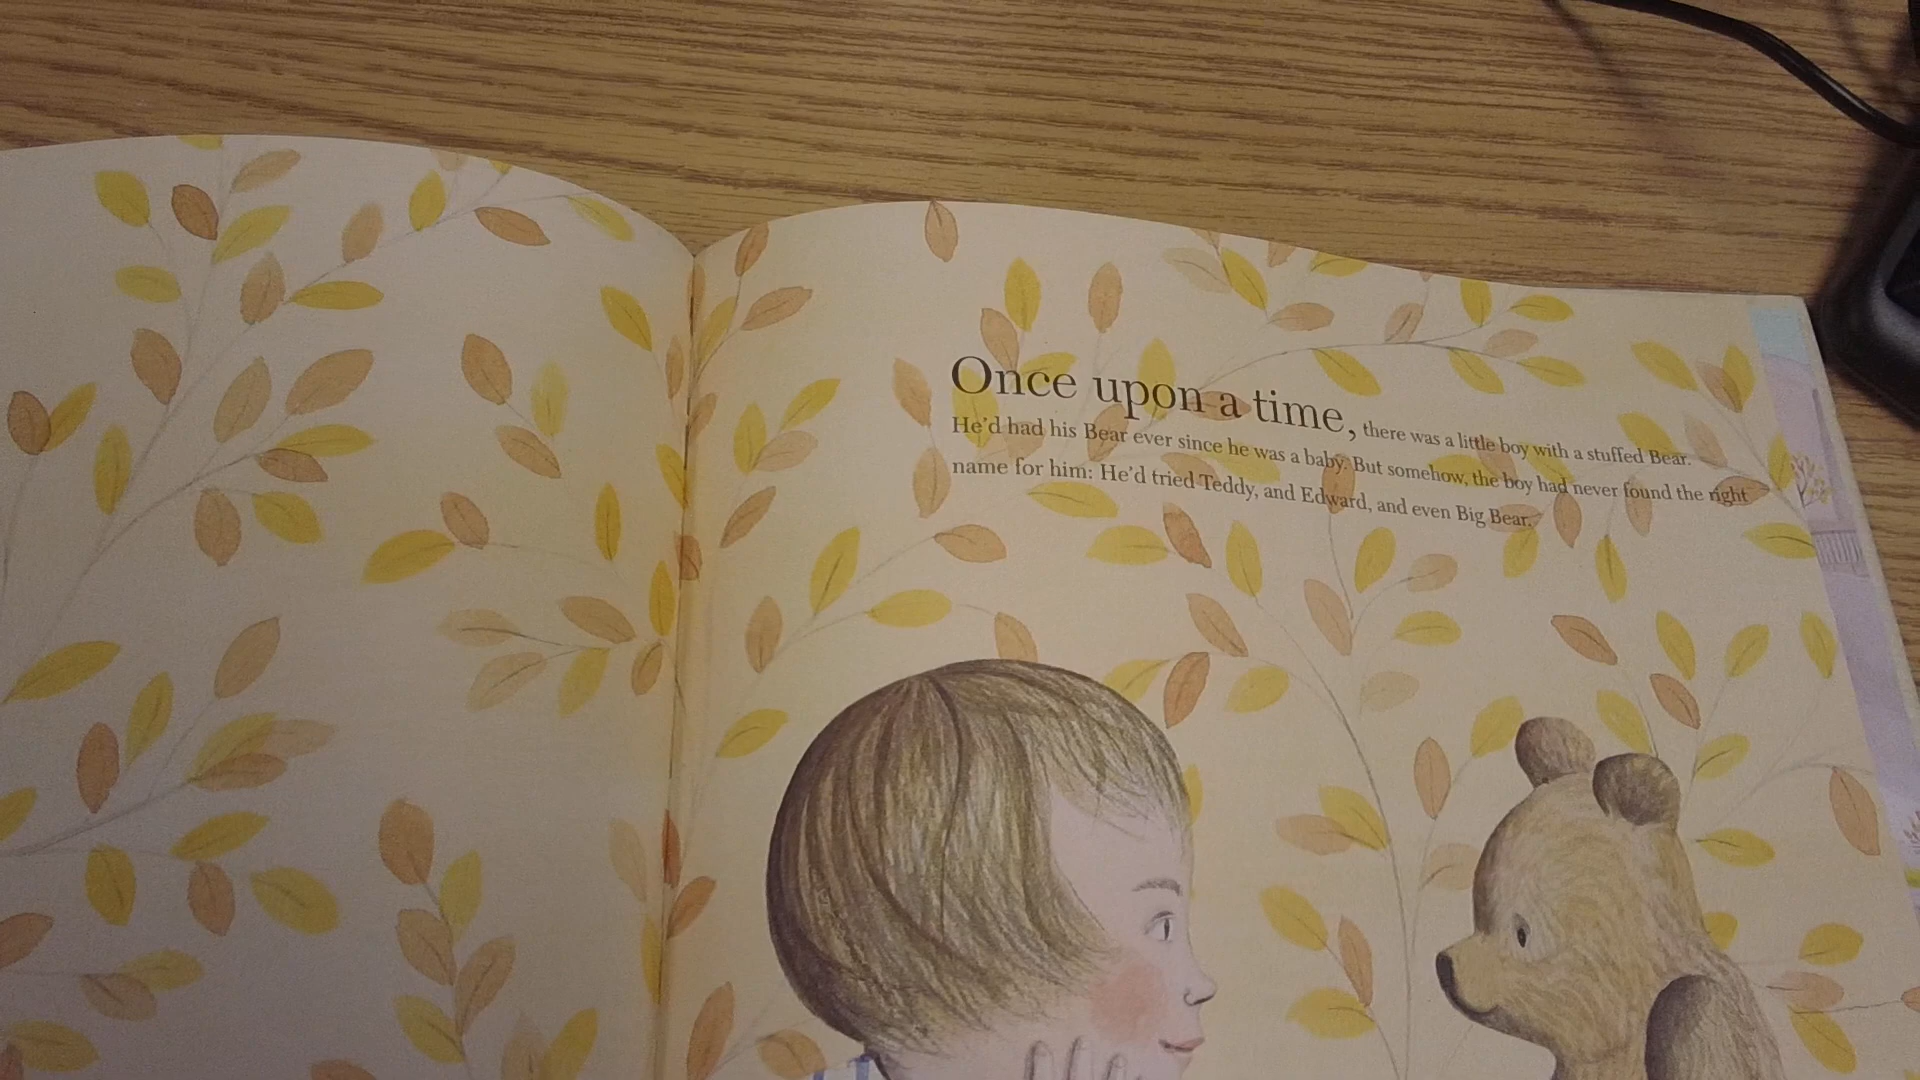 Once upon a time, there was a little boy with a stuffed Bear.
He'd had his Bear ever since he was a baby. But somehow, the boy had never found the right
name for him: He'd tried Teddy, and Edward, and even Big Bear.